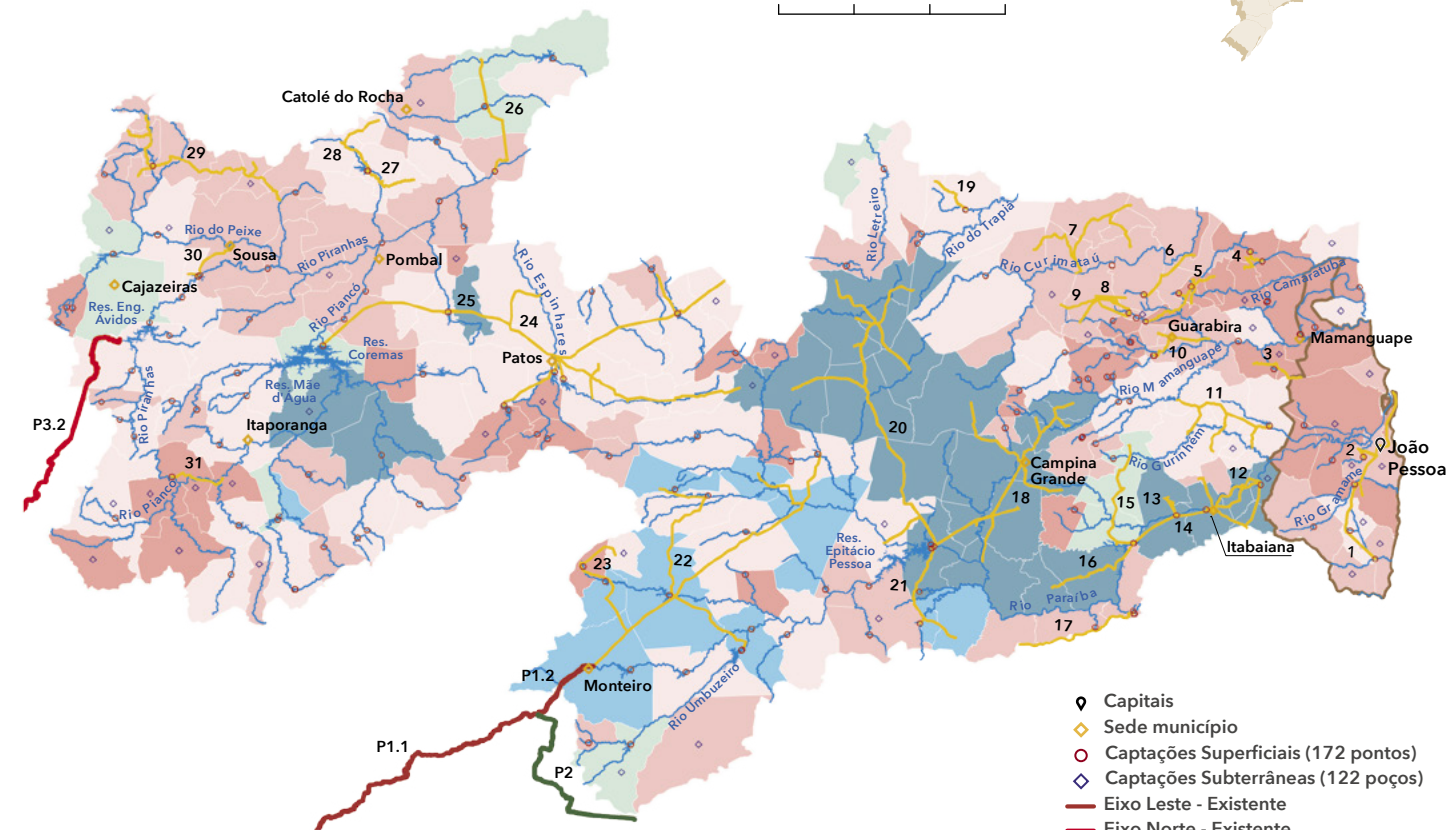 Catolé do Rocha
26
29
28
27
19
Rio Letreiro
Rio do Trapiá
7
6
4
5
Rio Curimataú
Rio Camaratuba
9
8
Rio do Peixe
30
Sousa
Rio Piranhas
Pombal
Rio Espinhares
Cajazeiras
Res. Eng.
Ávidos
Rio Piancó
25
24
Guarabira
Mamanguape
10
3
Res.
Coremas
Patos
Rio Mamanguape
Res. Mãe
d'Água
Rio Piranhas
P3.2
Itaporanga
11
20
João
Pessoa
2
Rio Gurinhém
31
Campina
Grande
18
15
13
12
14
Rio Gramame
Rio Piancó
Itabaiana
1
Res.
Epitácio
Pessoa
23
22
16
21
Rio Paraíba
17
P1.2
Monteiro
Rio Umbuzeiro
P1.1
P2
Capitais
Sede município
Captações Superficiais (172 pontos)
Captações Subterrâneas (122 poços)
Eixo Leste - Existente
Eixo Norte - Existente